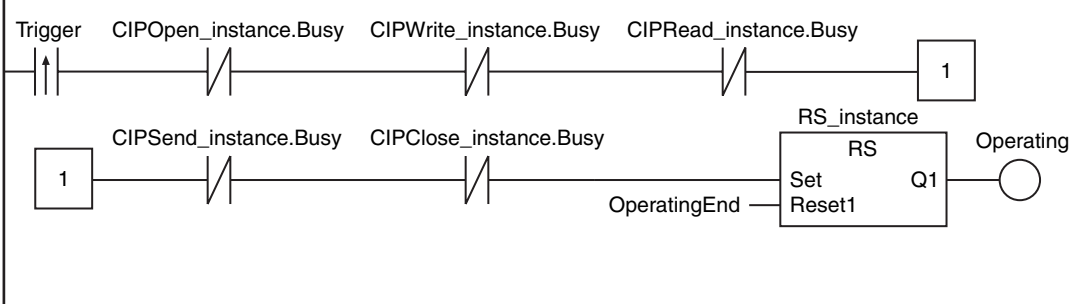 Trigger CIPOpen_instance.Busy CIPWrite_instance.Busy CIPRead_instance.Busy
1
RS_instance
CIPSend_instance.Busy CIPClose_instance.Busy RS Operating
1 Set Q1
OperatingEnd Reset1